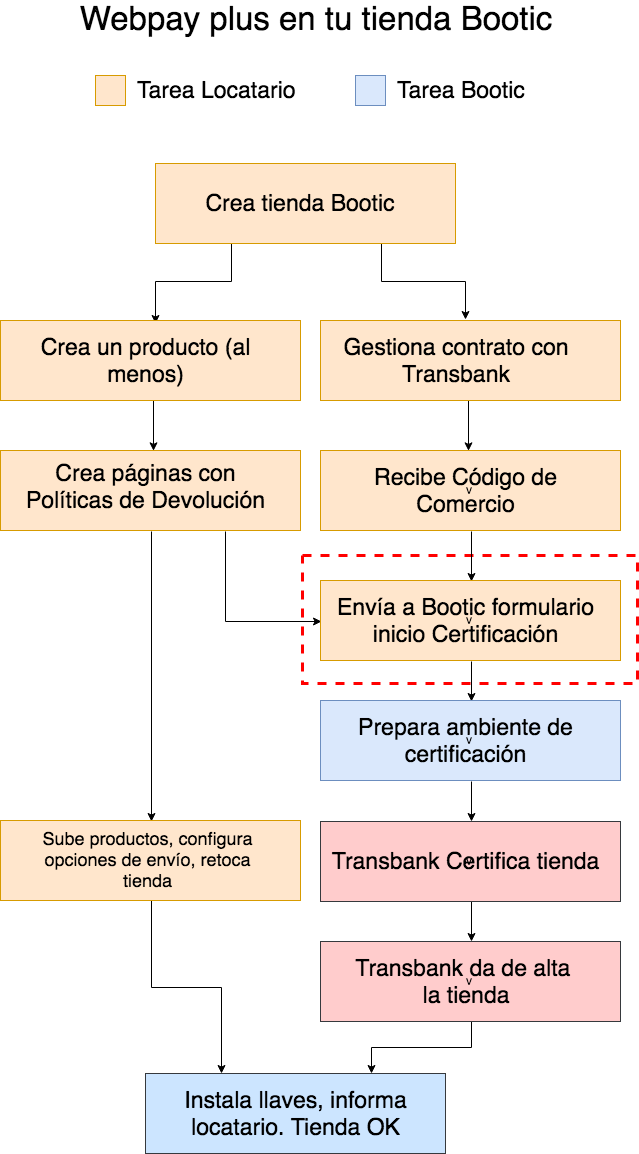 Webpay plus en tu tienda Bootic
Tarea Locatario
Tarea Bootic
Crea tienda Bootic
Crea un producto (al
menos)
Gestiona contrato con
Transbank
Crea páginas con
Políticas de Devolución
Recibe Código de
Comercio
Envía a Bootic formulario
inicio Certificación
Prepara ambiente de
certificación
Sube productos, configura
opciones de envío, retoca
tienda
Transbank Certifica tienda
Transbank da de alta
la tienda
Instala llaves, informa
locatario. Tienda OK